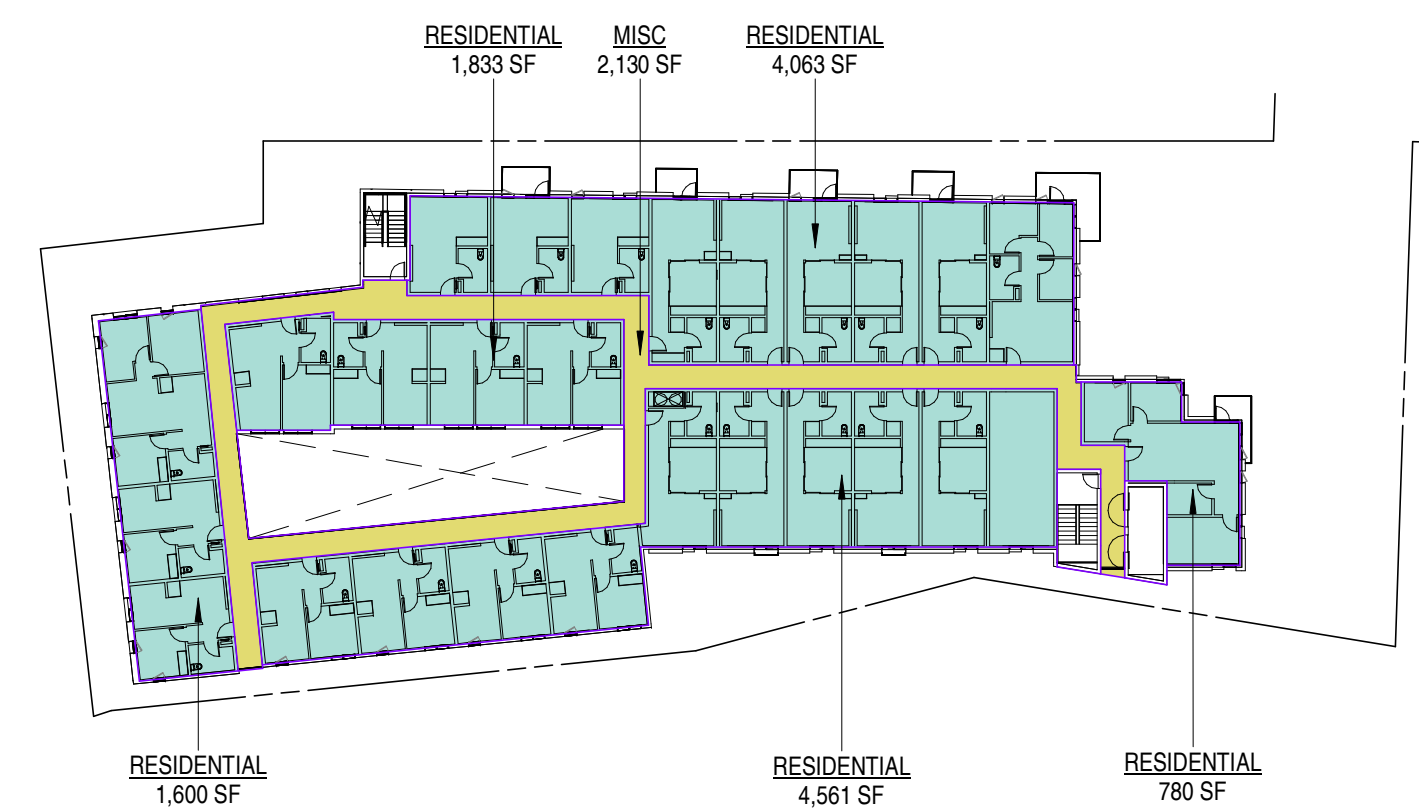 RESIDENTIAL
1,833 SF
MISC
2,130 SF
RESIDENTIAL
4,063 SF
RESIDENTIAL
1,600 SF
RESIDENTIAL
4,561 SF
RESIDENTIAL
780 SF